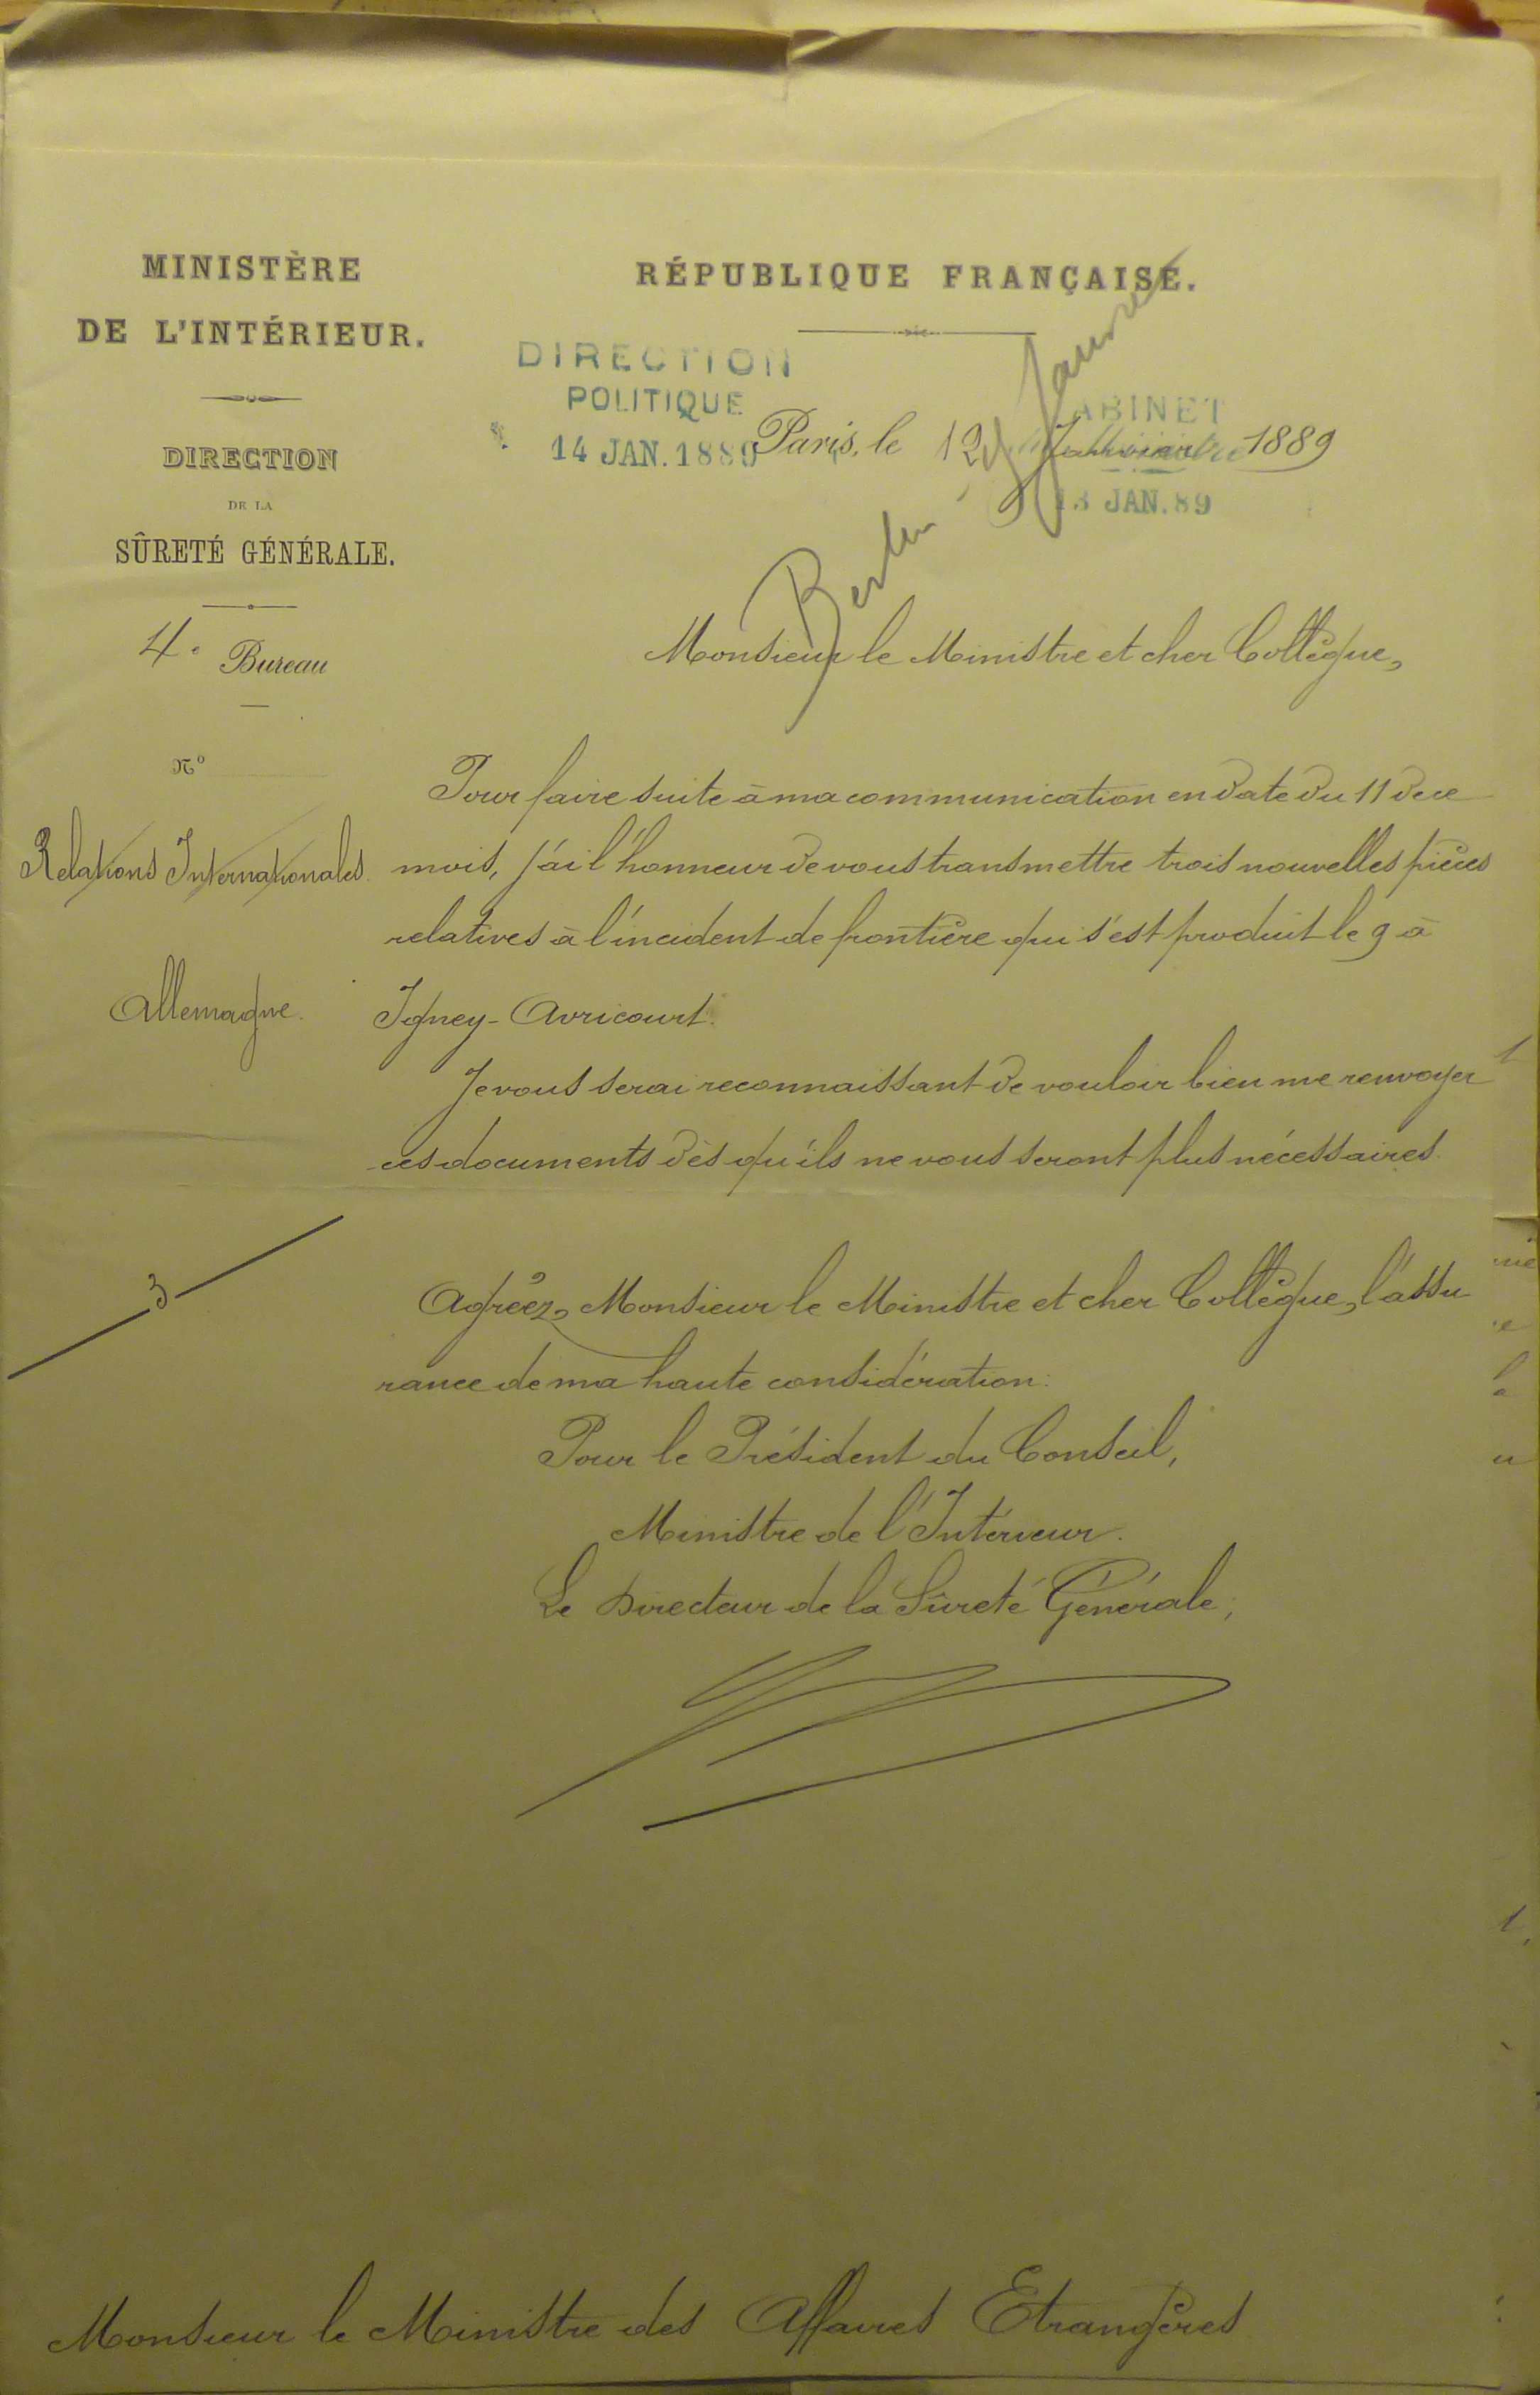 MINISTÈRE
DE L'INTÉRIEUR.
DIRECTION
DE LA
SÛRETÉ GÉNÉRALE.
4e Bureau
No
Relations Internationales
Allemagne.
3
RÉPUBLIQUE FRANÇAISE.
DIRECTION
POLITIQUE
14 JAN. 1889
CABINET
13 JAN. 89
Berlin 15 Janvier
Paris, le 12 Janvier 1889
Monsieur le Ministre et cher Collègue,
Pour faire suite à ma communication en date du 11 de ce
mois, j'ai l'honneur de vous transmettre trois nouvelles pièces
relatives à l'incident de frontière qui s'est produit le 9 à
Igney-Avricourt.
Je vous serai reconnaissant de vouloir bien me renvoyer
ces documents dès qu'ils ne vous seront plus nécessaires.
Agréez, Monsieur le Ministre et cher Collègue, l'assu
rance de ma haute considération.
Pour le Président du Conseil,
Ministre de l'Intérieur.
Le Directeur de la Sûreté Générale,
Monsieur le Ministre des Affaires Etrangères